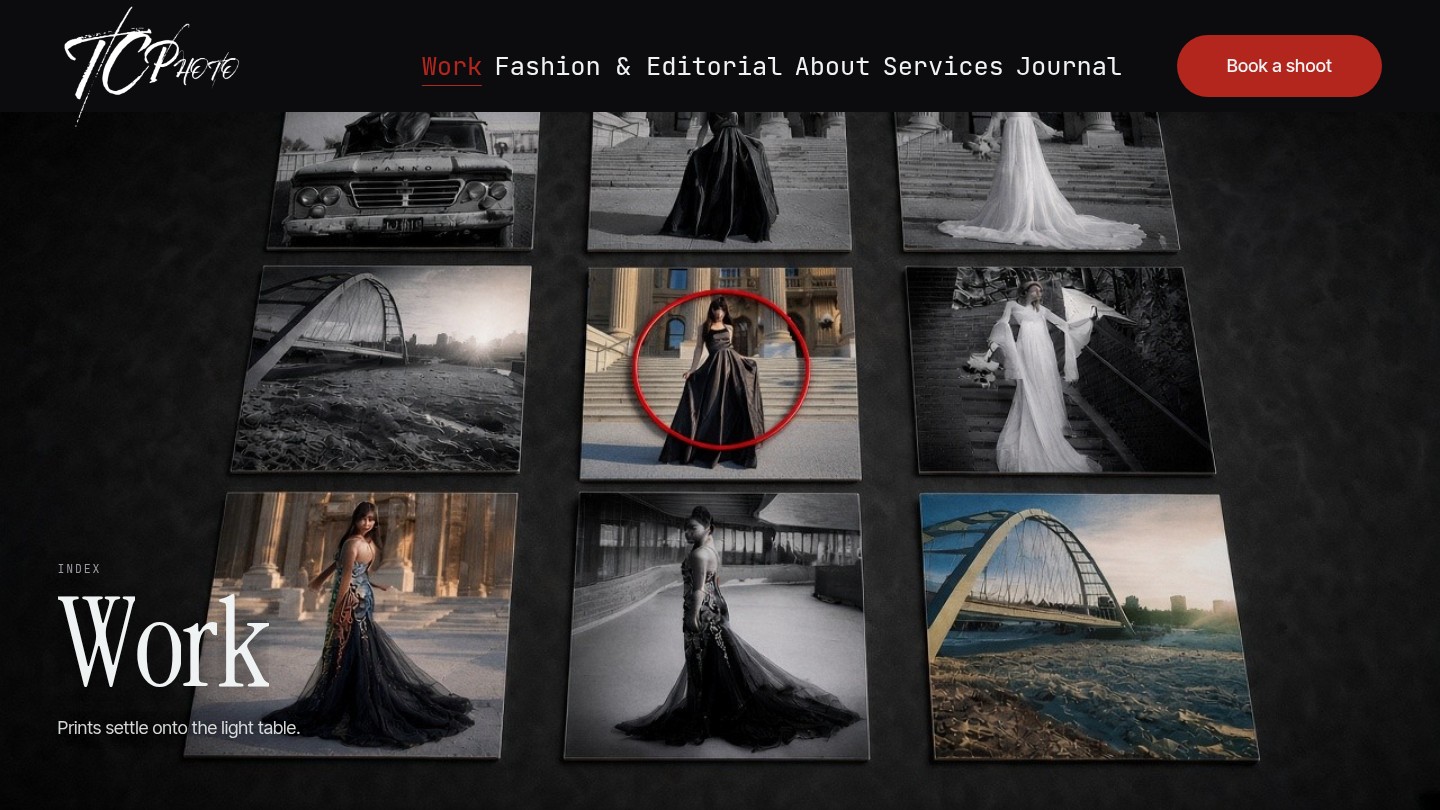 TCPHOTO
Work Fashion & Editorial About Services Journal
Book a shoot
INDEX
Work
Prints settle onto the light table.